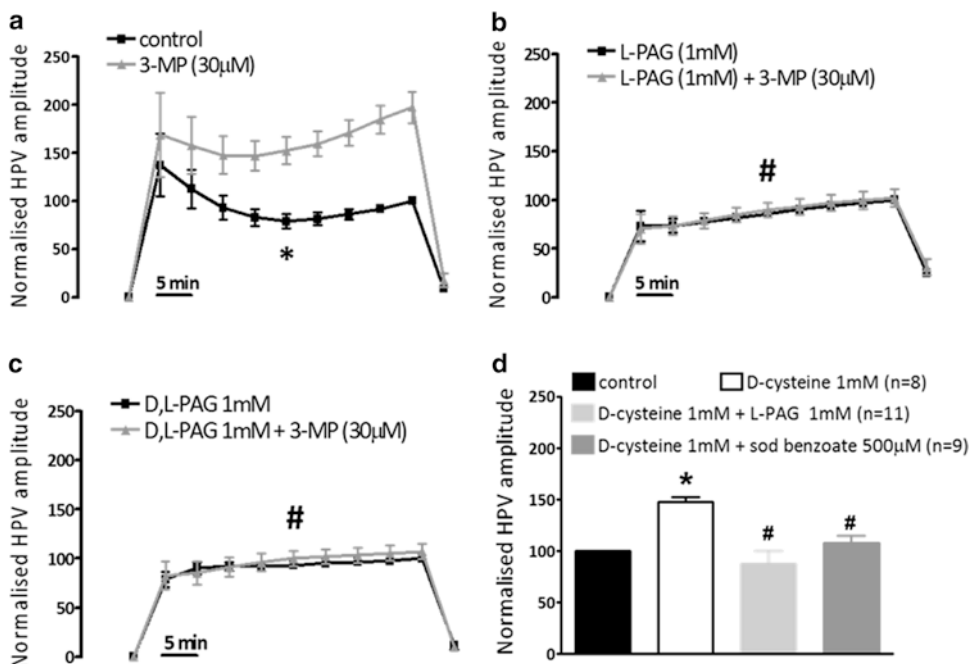 a
control
3-MP (30μM)
Normalised HPV amplitude
250
200
150
100
50
0
*
5 min
b
L-PAG (1mM)
L-PAG (1mM) + 3-MP (30μM)
Normalised HPV amplitude
250
200
150
100
50
0
#
5 min
c
D,L-PAG 1mM
D,L-PAG 1mM + 3-MP (30μM)
Normalised HPV amplitude
250
200
150
100
50
0
#
5 min
d
control
D-cysteine 1mM (n=8)
D-cysteine 1mM + L-PAG 1mM (n=11)
D-cysteine 1mM + sod benzoate 500μM (n=9)
Normalised HPV amplitude
250
200
150
100
50
0
*
#
#